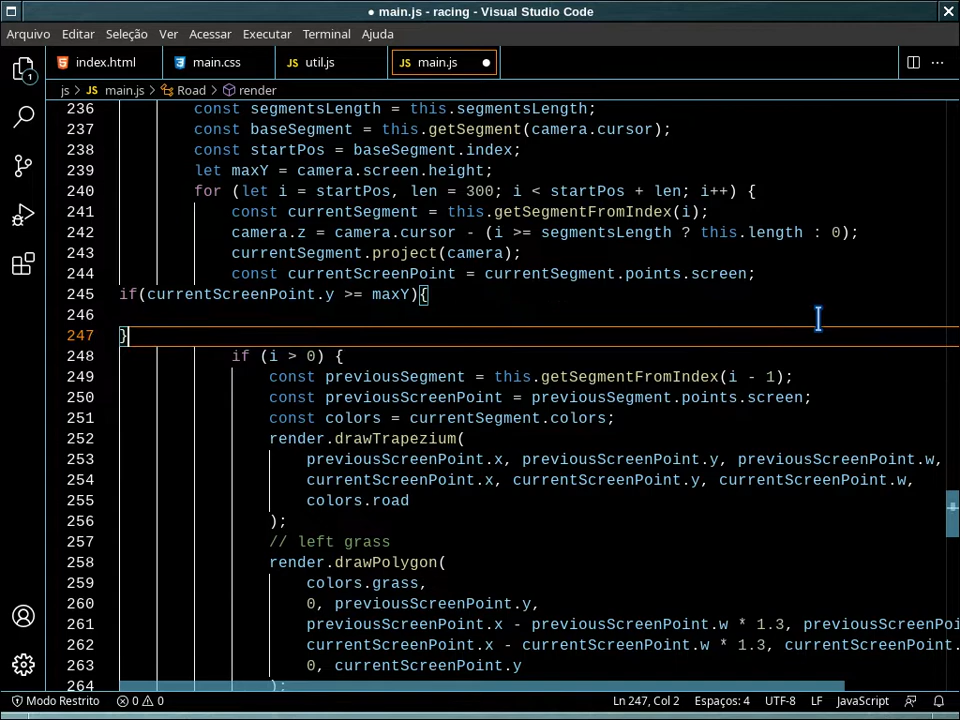 ● main.js - racing - Visual Studio Code
Arquivo Editar Seleção Ver Acessar Executar Terminal Ajuda
index.html JS main.css JS util.js JS main.js ●
js > JS main.js > Road > render
236 const segmentsLength = this.segmentsLength;
237 const baseSegment = this.getSegment(camera.cursor);
238 const startPos = baseSegment.index;
239 let maxY = camera.screen.height;
240 for (let i = startPos, len = 300; i < startPos + len; i++) {
241 const currentSegment = this.getSegmentFromIndex(i);
242 camera.z = camera.cursor - (i >= segmentsLength ? this.length : 0);
243 currentSegment.project(camera);
244 const currentScreenPoint = currentSegment.points.screen;
245 if(currentScreenPoint.y >= maxY){
246
247 }
248 if (i > 0) {
249 const previousSegment = this.getSegmentFromIndex(i - 1);
250 const previousScreenPoint = previousSegment.points.screen;
251 const colors = currentSegment.colors;
252 render.drawTrapezium(
253 previousScreenPoint.x, previousScreenPoint.y, previousScreenPoint.w,
254 currentScreenPoint.x, currentScreenPoint.y, currentScreenPoint.w,
255 colors.road
256 );
257 // left grass
258 render.drawPolygon(
259 colors.grass,
260 0, previousScreenPoint.y,
261 previousScreenPoint.x - previousScreenPoint.w * 1.3, previousScreenPoi
262 currentScreenPoint.x - currentScreenPoint.w * 1.3, currentScreenPoint.
263 0, currentScreenPoint.y
264 );
1
Modo Restrito 0 0 Ln 247, Col 2 Espaços: 4 UTF-8 LF JavaScript